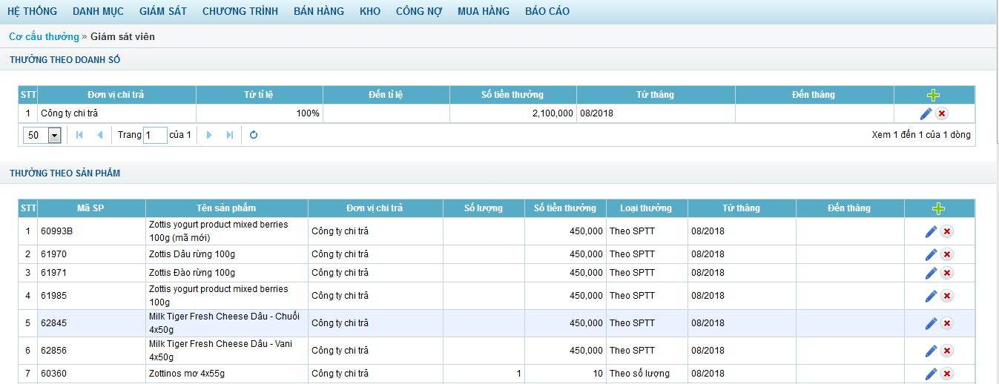 HỆ THỐNG DANH MỤC GIÁM SÁT CHƯƠNG TRÌNH BÁN HÀNG KHO CÔNG NỢ MUA HÀNG BÁO CÁO
Cơ cấu thưởng » Giám sát viên
THƯỞNG THEO DOANH SỐ
STT Đơn vị chi trả Từ tỉ lệ Đến tỉ lệ Số tiền thưởng Từ tháng Đến tháng
1 Công ty chi trả 100% 2,100,000 08/2018
50 Trang 1 của 1 Xem 1 đến 1 của 1 dòng
THƯỞNG THEO SẢN PHẨM
STT Mã SP Tên sản phẩm Đơn vị chi trả Số lượng Số tiền thưởng Loại thưởng Từ tháng Đến tháng
1 60993B Zottis yogurt product mixed berries 100g (mã mới) Công ty chi trả 450,000 Theo SPTT 08/2018
2 61970 Zottis Dâu rừng 100g Công ty chi trả 450,000 Theo SPTT 08/2018
3 61971 Zottis Đào rừng 100g Công ty chi trả 450,000 Theo SPTT 08/2018
4 61985 Zottis yogurt product mixed berries 100g Công ty chi trả 450,000 Theo SPTT 08/2018
5 62845 Milk Tiger Fresh Cheese Dâu - Chuối 4x50g Công ty chi trả 450,000 Theo SPTT 08/2018
6 62856 Milk Tiger Fresh Cheese Dâu - Vani 4x50g Công ty chi trả 450,000 Theo SPTT 08/2018
7 60360 Zottinos mơ 4x55g Công ty chi trả 1 10 Theo số lượng 08/2018